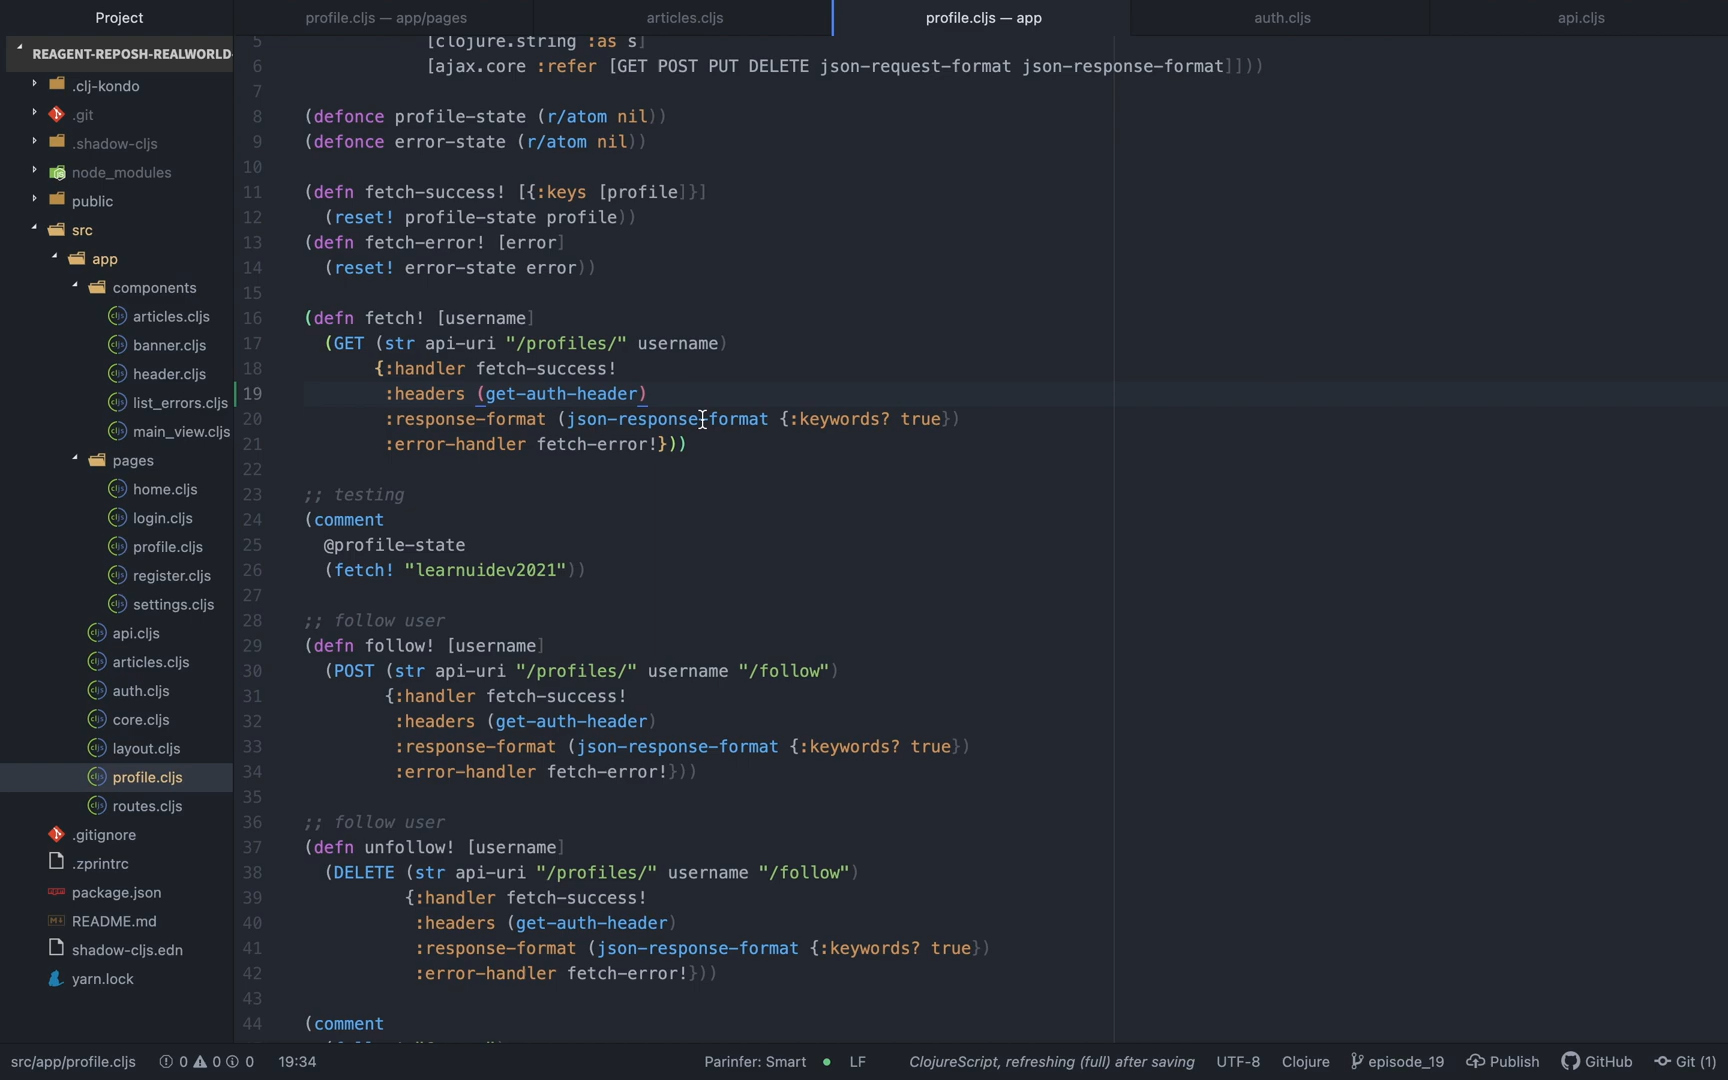 Project
profile.cljs — app/pages
articles.cljs
profile.cljs — app
auth.cljs
api.cljs
REAGENT-REPOSH-REALWORLD-
.clj-kondo
.git
.shadow-cljs
node_modules
public
src
app
components
articles.cljs
banner.cljs
header.cljs
list_errors.cljs
main_view.cljs
pages
home.cljs
login.cljs
profile.cljs
register.cljs
settings.cljs
api.cljs
articles.cljs
auth.cljs
core.cljs
layout.cljs
profile.cljs
routes.cljs
.gitignore
.zprintrc
package.json
README.md
shadow-cljs.edn
yarn.lock
5 [clojure.string :as s]
6 [ajax.core :refer [GET POST PUT DELETE json-request-format json-response-format]]))
7
8 (defonce profile-state (r/atom nil))
9 (defonce error-state (r/atom nil))
10
11 (defn fetch-success! [{:keys [profile]}]
12 (reset! profile-state profile))
13 (defn fetch-error! [error]
14 (reset! error-state error))
15
16 (defn fetch! [username]
17 (GET (str api-uri "/profiles/" username)
18 {:handler fetch-success!
19 :headers (get-auth-header)
20 :response-format (json-response-format {:keywords? true})
21 :error-handler fetch-error!}))
22
23 ;; testing
24 (comment
25 @profile-state
26 (fetch! "learnuidev2021"))
27
28 ;; follow user
29 (defn follow! [username]
30 (POST (str api-uri "/profiles/" username "/follow")
31 {:handler fetch-success!
32 :headers (get-auth-header)
33 :response-format (json-response-format {:keywords? true})
34 :error-handler fetch-error!}))
35
36 ;; follow user
37 (defn unfollow! [username]
38 (DELETE (str api-uri "/profiles/" username "/follow")
39 {:handler fetch-success!
40 :headers (get-auth-header)
41 :response-format (json-response-format {:keywords? true})
42 :error-handler fetch-error!}))
43
44 (comment
src/app/profile.cljs 0 0 0 19:34 Parinfer: Smart LF ClojureScript, refreshing (full) after saving UTF-8 Clojure episode_19 Publish GitHub Git (1)